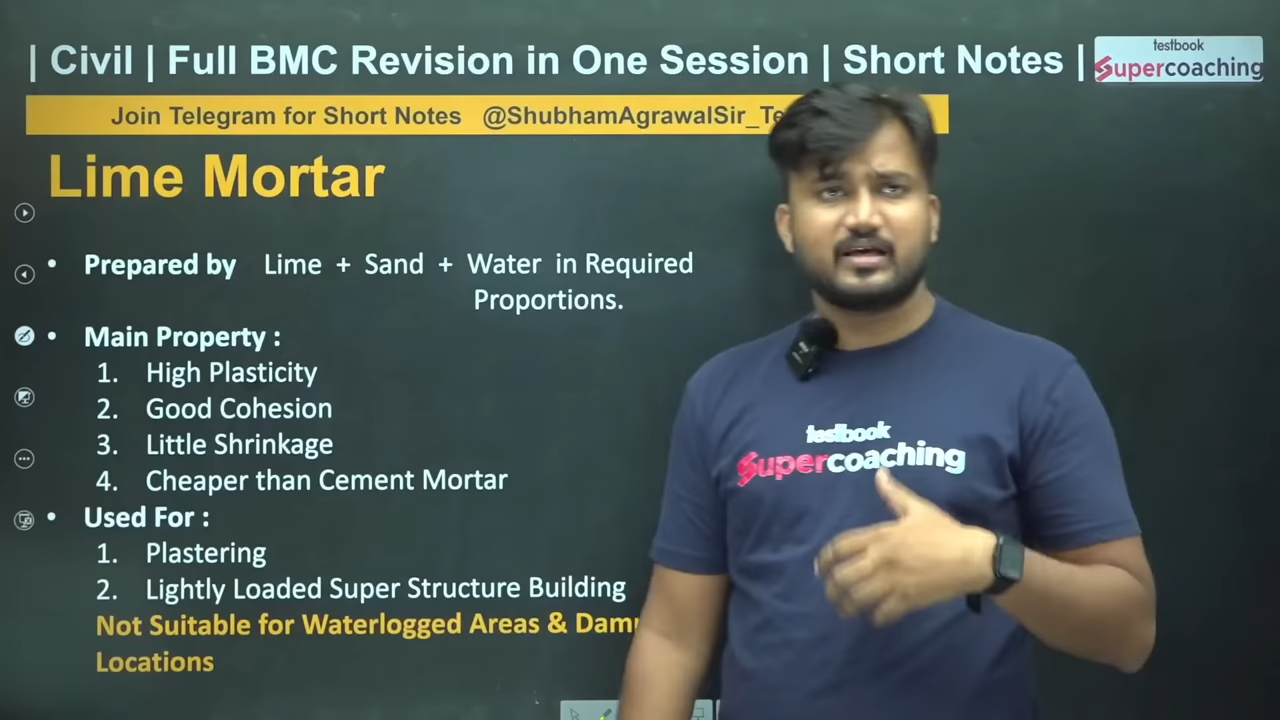 | Civil | Full BMC Revision in One Session | Short Notes |
testbook
Supercoaching
Join Telegram for Short Notes @ShubhamAgrawalSir_Te
Lime Mortar
• Prepared by Lime + Sand + Water in Required
Proportions.
• Main Property :
1. High Plasticity
2. Good Cohesion
3. Little Shrinkage
4. Cheaper than Cement Mortar
• Used For :
1. Plastering
2. Lightly Loaded Super Structure Building
Not Suitable for Waterlogged Areas &
Locations
testbook
Supercoaching